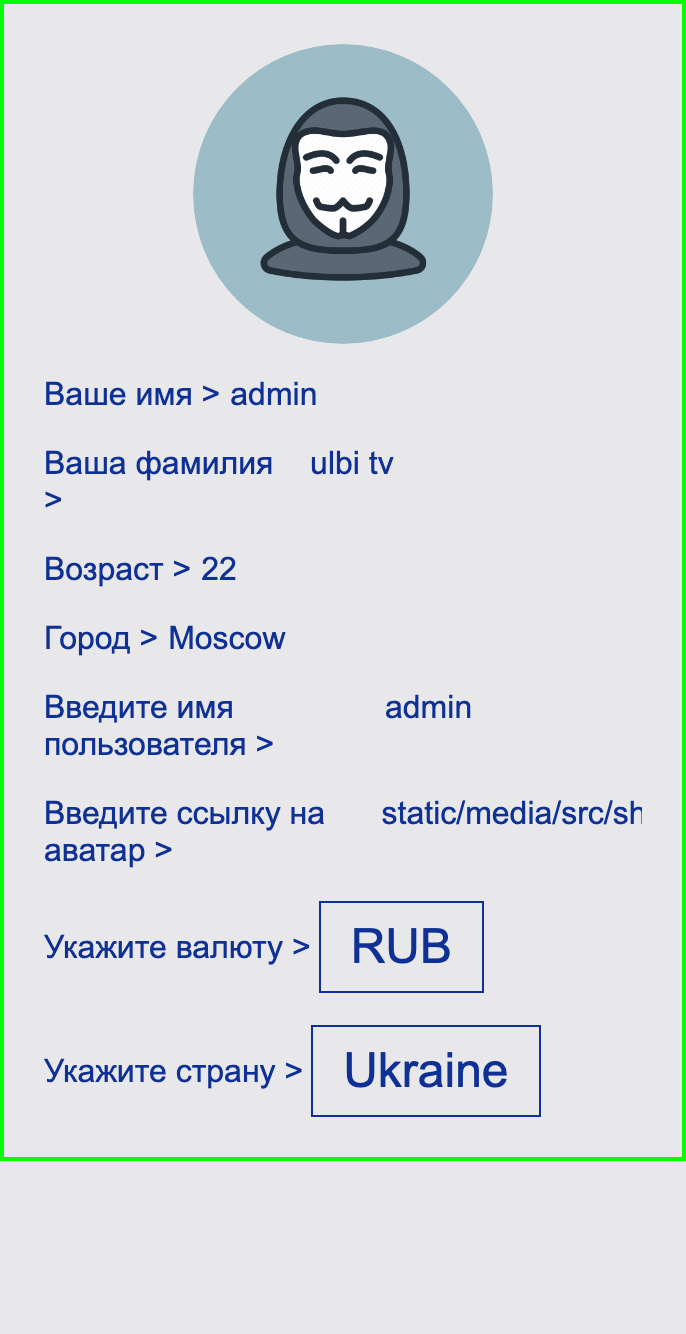 Ваше имя > admin
Ваша фамилия ulbi tv
>
Возраст > 22
Город > Moscow
Введите имя admin
пользователя >
Введите ссылку на static/media/src/sh
аватар >
Укажите валюту > RUB
Укажите страну > Ukraine